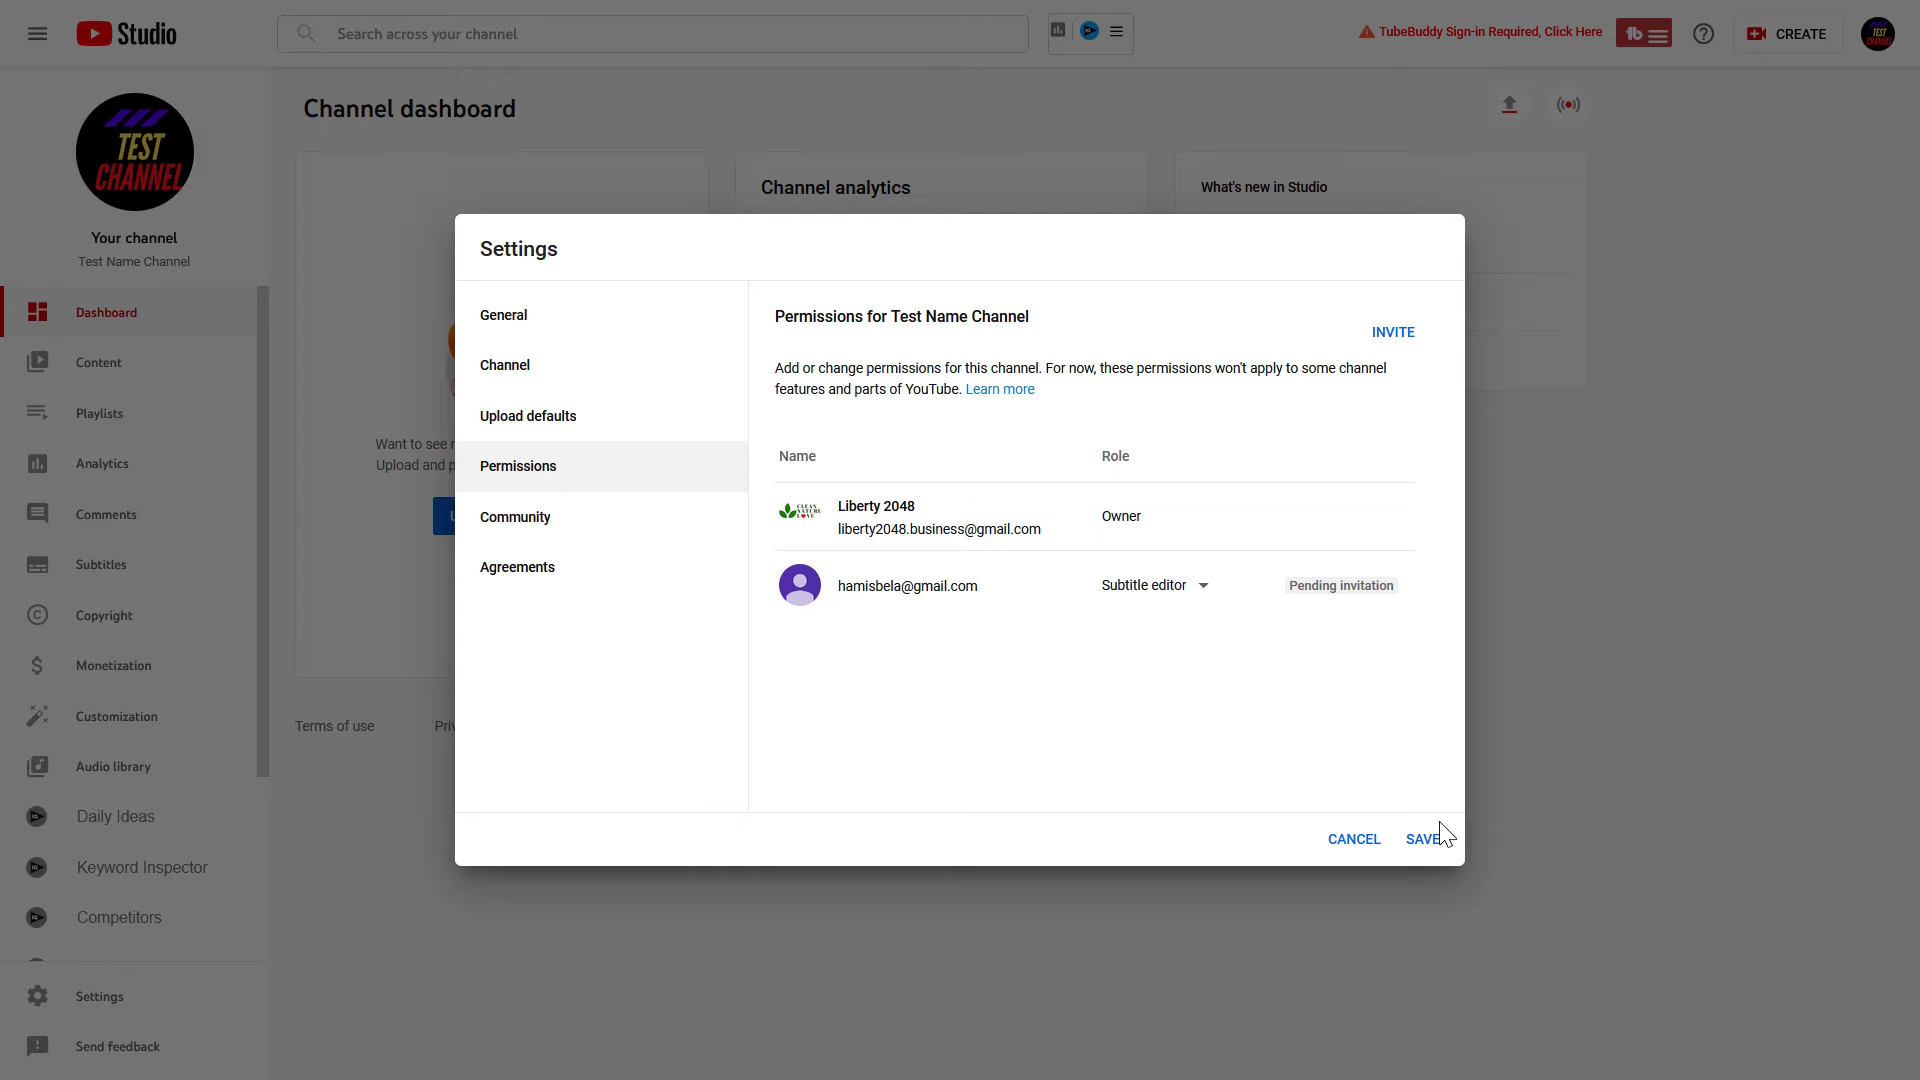 Studio
Search across your channel
TubeBuddy Sign-in Required, Click Here
CREATE
TEST
CHANNEL
Your channel
Test Name Channel
Dashboard
Content
Playlists
Analytics
Comments
Subtitles
Copyright
Monetization
Customization
Audio library
Daily Ideas
Keyword Inspector
Competitors
Settings
Send feedback
Channel dashboard
Channel analytics
What's new in Studio
Want to see
Upload and
Terms of use
Settings
General
Channel
Upload defaults
Permissions
Community
Agreements
Permissions for Test Name Channel
INVITE
Add or change permissions for this channel. For now, these permissions won't apply to some channel
features and parts of YouTube. Learn more
Name Role
CLEAN
NATURE
LOVE
Liberty 2048
liberty2048.business@gmail.com
Owner
hamisbela@gmail.com
Subtitle editor
Pending invitation
CANCEL SAVE